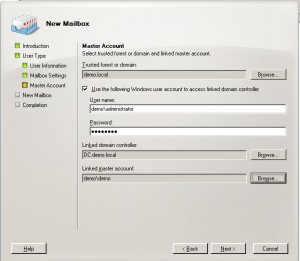 New Mailbox
Introduction
User Type
User Information
Mailbox Settings
Master Account
New Mailbox
Completion
Master Account
Select trusted forest or domain and linked master account.
Trusted forest or domain:
demo.local
Browse...
Use the following Windows user account to access linked domain controller
User name:
demo\administrator
Password:
••••••••
Linked domain controller:
DC.demo.local
Browse...
Linked master account:
demo\demo
Browse...
Help
< Back
Next >
Cancel